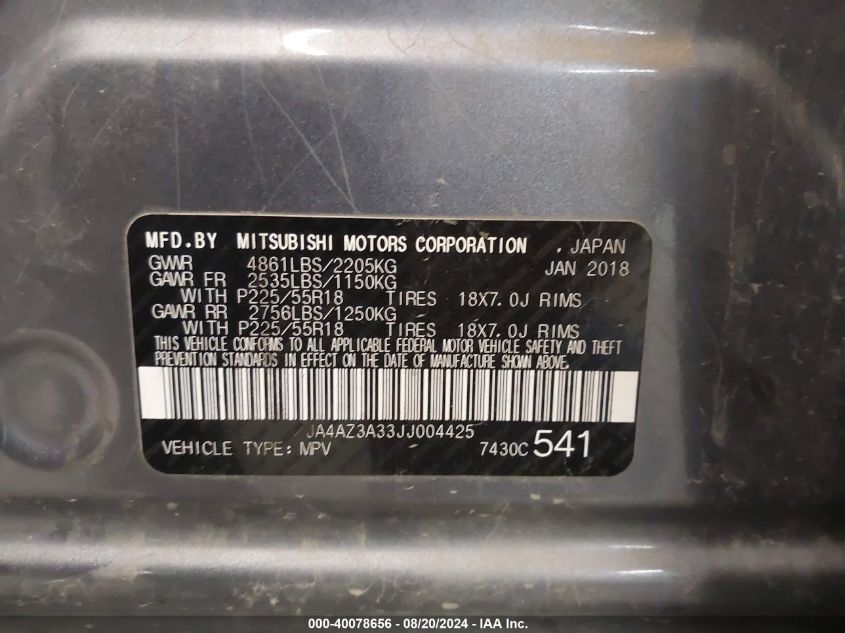 MFD.BY MITSUBISHI MOTORS CORPORATION . JAPAN
GVWR 4861LBS/2205KG JAN 2018
GAWR FR 2535LBS/1150KG
WITH P225/55R18 TIRES 18X7.0J RIMS
GAWR RR 2756LBS/1250KG
WITH P225/55R18 TIRES 18X7.0J RIMS
THIS VEHICLE CONFORMS TO ALL APPLICABLE FEDERAL MOTOR VEHICLE SAFETY AND THEFT
PREVENTION STANDARDS IN EFFECT ON THE DATE OF MANUFACTURE SHOWN ABOVE.
JA4AZ3A33JJ004425
VEHICLE TYPE: MPV 7430C 541
000-40078656 - 08/20/2024 - IAA Inc.